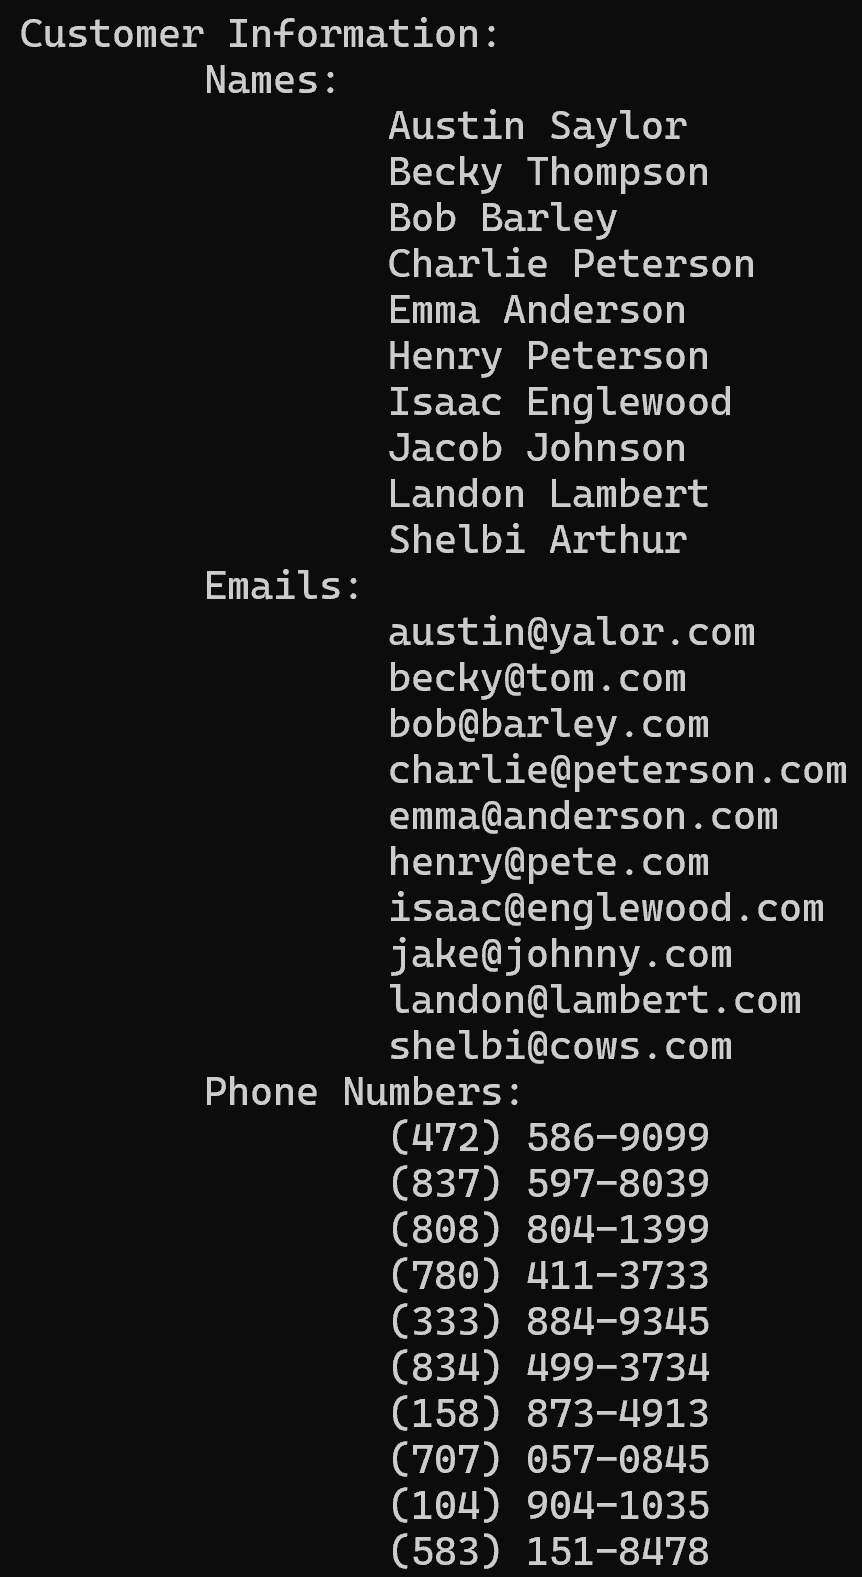 Customer Information:
Names:
Austin Saylor
Becky Thompson
Bob Barley
Charlie Peterson
Emma Anderson
Henry Peterson
Isaac Englewood
Jacob Johnson
Landon Lambert
Shelbi Arthur
Emails:
austin@yalor.com
becky@tom.com
bob@barley.com
charlie@peterson.com
emma@anderson.com
henry@pete.com
isaac@englewood.com
jake@johnny.com
landon@lambert.com
shelbi@cows.com
Phone Numbers:
(472) 586-9099
(837) 597-8039
(808) 804-1399
(780) 411-3733
(333) 884-9345
(834) 499-3734
(158) 873-4913
(707) 057-0845
(104) 904-1035
(583) 151-8478